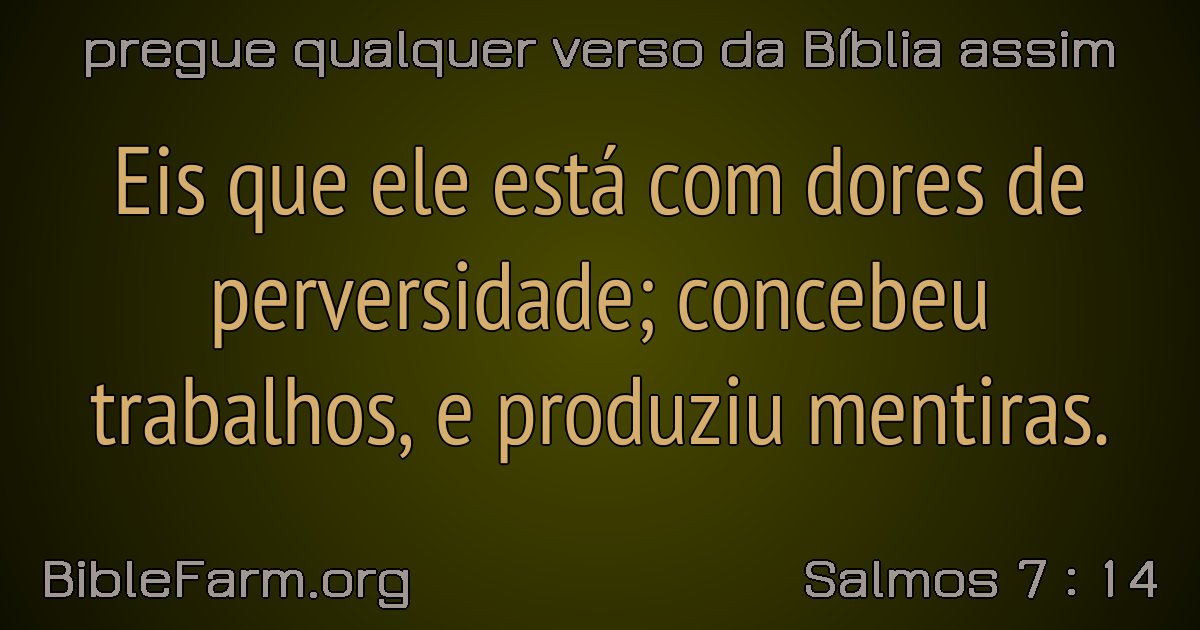 pregue qualquer verso da Bíblia assim
Eis que ele está com dores de
perversidade; concebeu
trabalhos, e produziu mentiras.
BibleFarm.org
Salmos 7 : 14